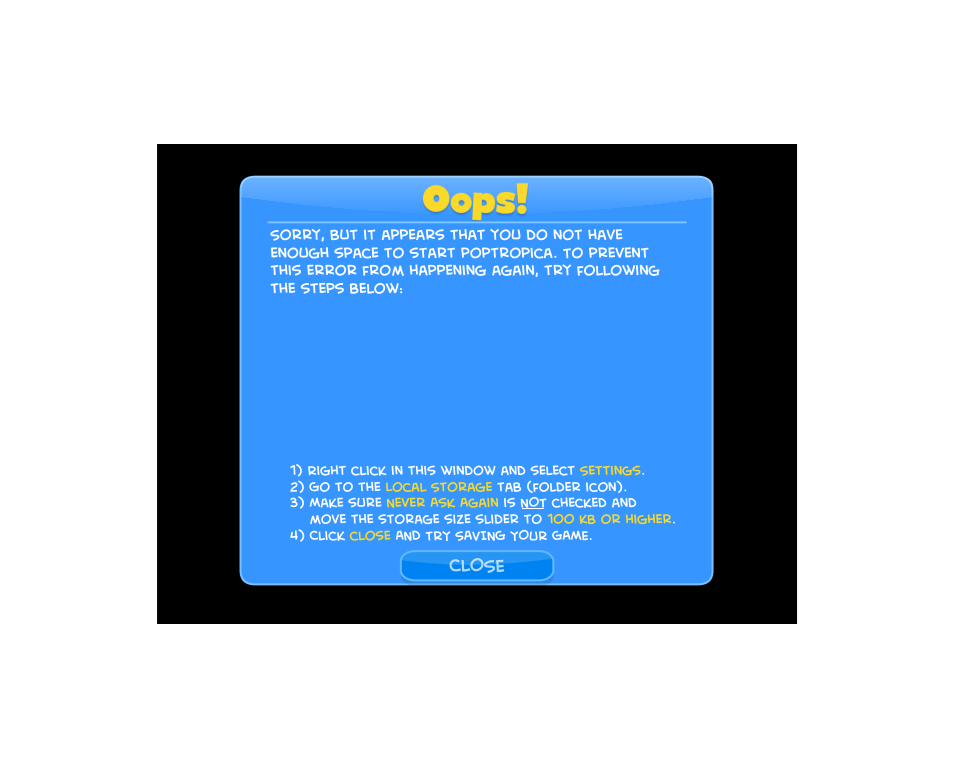 Oops!
SORRY, BUT IT APPEARS THAT YOU DO NOT HAVE
ENOUGH SPACE TO START POPTROPICA. TO PREVENT
THIS ERROR FROM HAPPENING AGAIN, TRY FOLLOWING
THE STEPS BELOW:
1) RIGHT CLICK IN THIS WINDOW AND SELECT SETTINGS.
2) GO TO THE LOCAL STORAGE TAB (FOLDER ICON).
3) MAKE SURE NEVER ASK AGAIN IS NOT CHECKED AND
MOVE THE STORAGE SIZE SLIDER TO 100 KB OR HIGHER.
4) CLICK CLOSE AND TRY SAVING YOUR GAME.
CLOSE